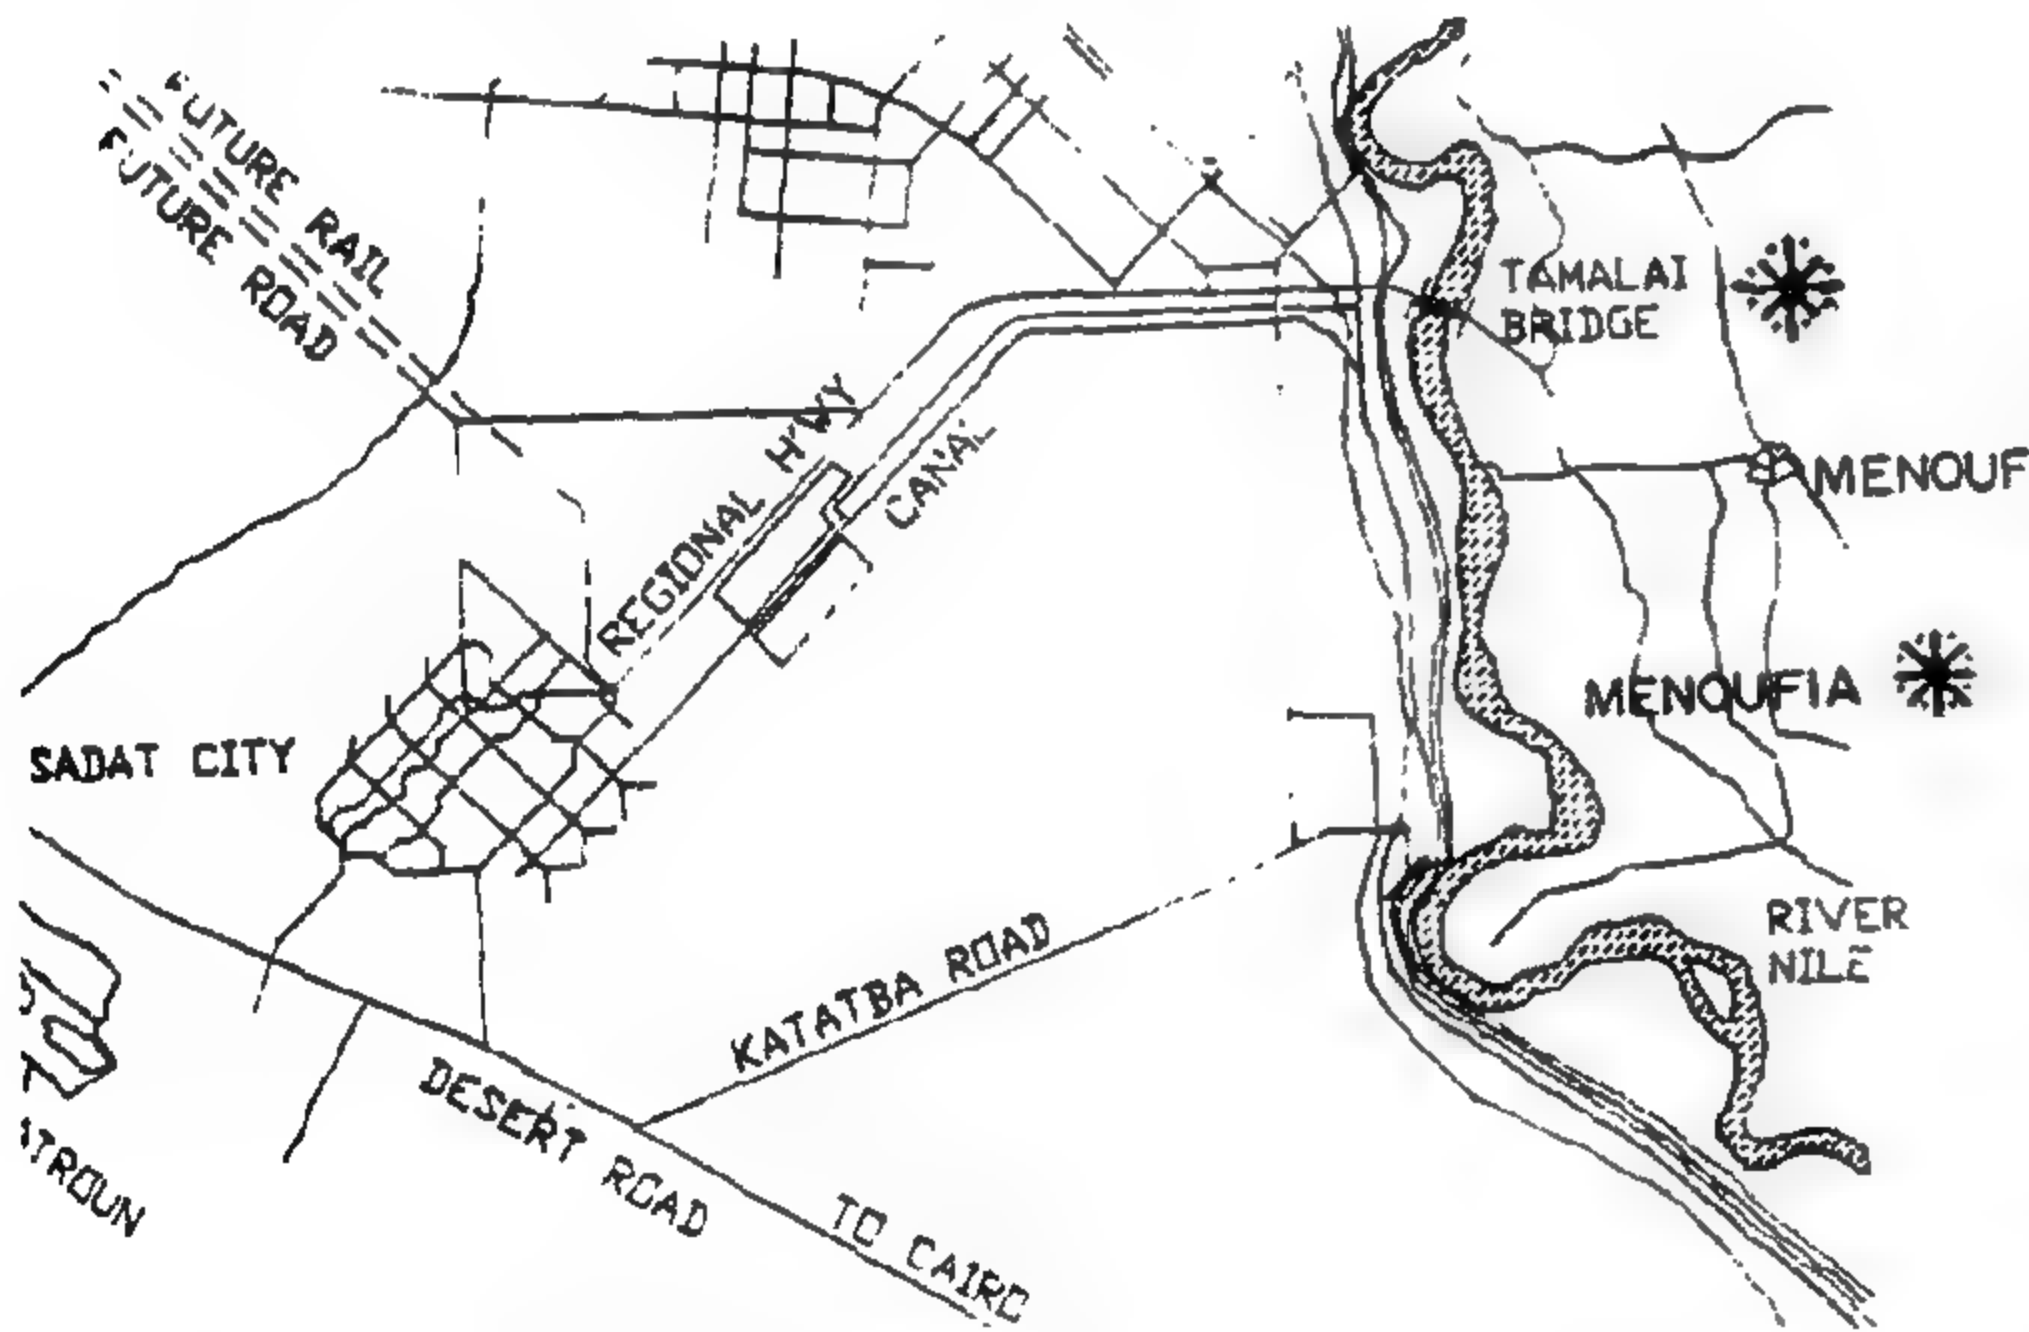 FUTURE RAIL
FUTURE ROAD
TAMALAI
BRIDGE
REGIONAL H'WY
CANAL
MENOUF
MENOUFIA
SADAT CITY
RIVER
NILE
KATATBA ROAD
DESERT ROAD
TO CAIRO
ATROUN